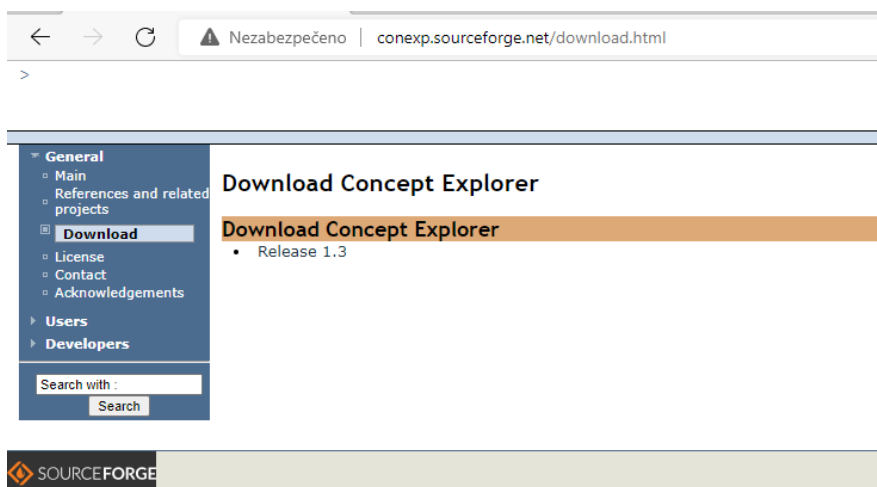 Nezabezpečeno | conexp.sourceforge.net/download.html
>
General
Main
References and related
projects
Download
License
Contact
Acknowledgements
Users
Developers
Search with :
Search
Download Concept Explorer
Download Concept Explorer
• Release 1.3
SOURCEFORGE